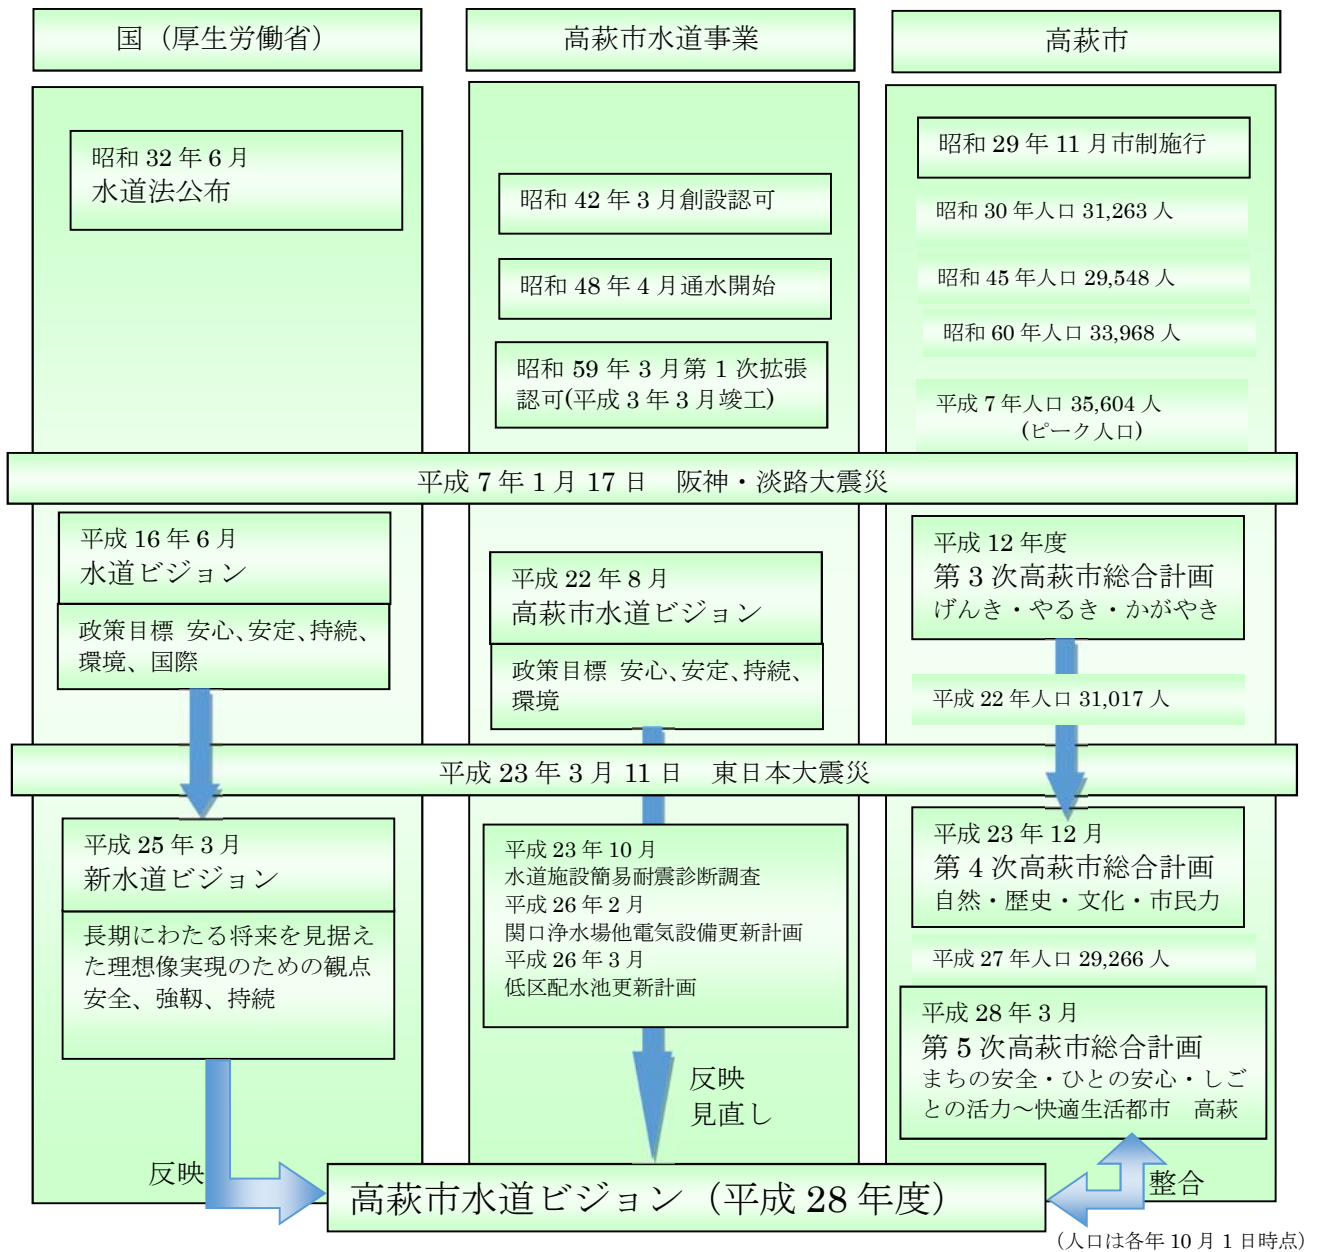 国（厚生労働省）
高萩市水道事業
高萩市
昭和 32 年 6 月
水道法公布
昭和 42 年 3 月創設認可
昭和 48 年 4 月通水開始
昭和 59 年 3 月第 1 次拡張
認可(平成 3 年 3 月竣工)
昭和 29 年 11 月市制施行
昭和 30 年人口 31,263 人
昭和 45 年人口 29,548 人
昭和 60 年人口 33,968 人
平成 7 年人口 35,604 人
(ピーク人口)
平成 7 年 1 月 17 日　阪神・淡路大震災
平成 16 年 6 月
水道ビジョン
政策目標 安心、安定、持続、
環境、国際
平成 22 年 8 月
高萩市水道ビジョン
政策目標 安心、安定、持続、
環境
平成 12 年度
第 3 次高萩市総合計画
げんき・やるき・かがやき
平成 22 年人口 31,017 人
平成 23 年 3 月 11 日　東日本大震災
平成 25 年 3 月
新水道ビジョン
長期にわたる将来を見据え
た理想像実現のための観点
安全、強靱、持続
平成 23 年 10 月
水道施設簡易耐震診断調査
平成 26 年 2 月
関口浄水場他電気設備更新計画
平成 26 年 3 月
低区配水池更新計画
平成 23 年 12 月
第 4 次高萩市総合計画
自然・歴史・文化・市民力
平成 27 年人口 29,266 人
平成 28 年 3 月
第 5 次高萩市総合計画
まちの安全・ひとの安心・しご
との活力～快適生活都市　高萩
反映
反映
見直し
整合
高萩市水道ビジョン（平成 28 年度）
（人口は各年 10 月 1 日時点）